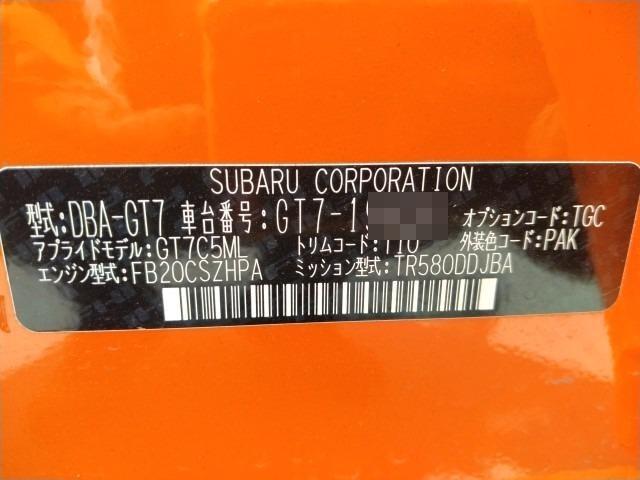 SUBARU CORPORATION
型式:DBA-GT7 車台番号:GT7-19 オプションコード:TGC
アプライドモデル:GT7C5ML トリムコード: 外装色コード:PAK
エンジン型式:FB20CSZHPA ミッション型式:TR580DDJBA